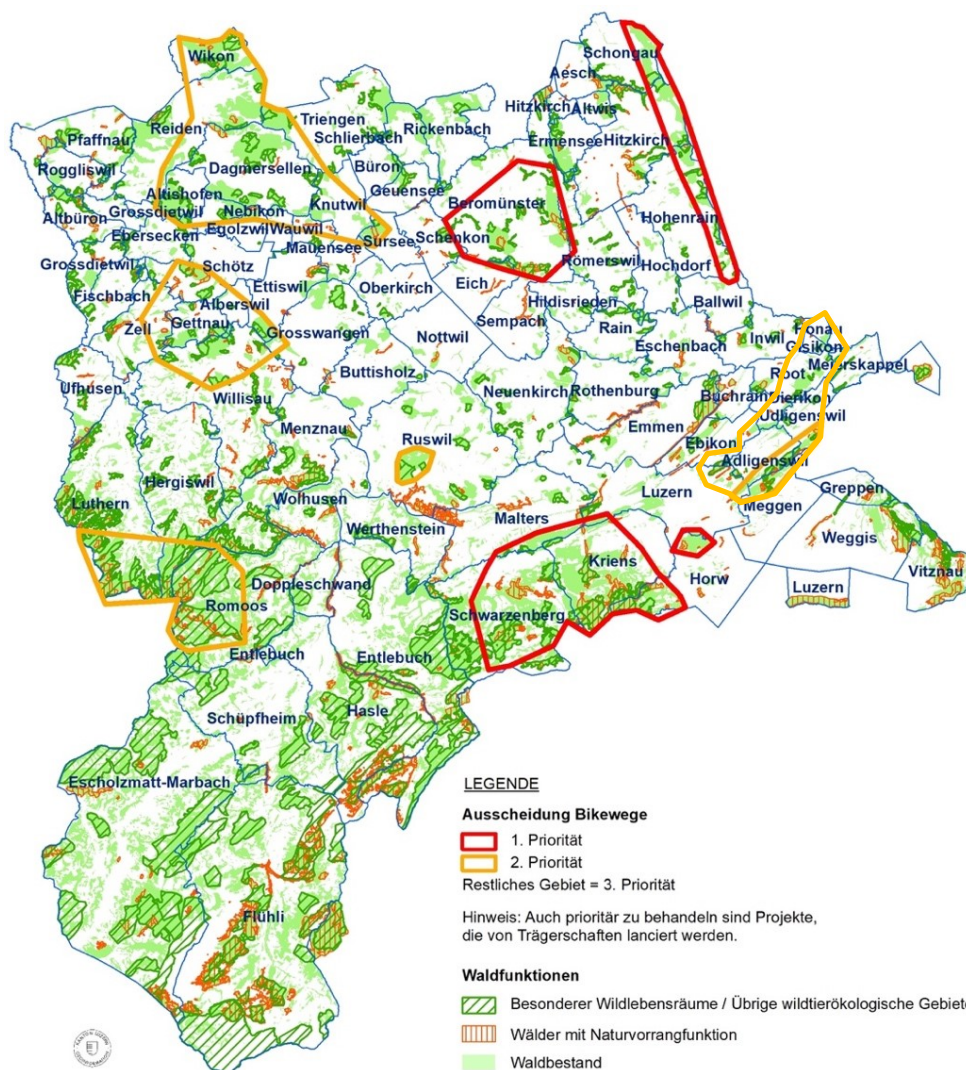 Schongau
Wikon
Aesch
Hitzkirch
Altwis
Triengen
Schlierbach
Rickenbach
Reiden
Pfaffnau
Ermensee
Hitzkirch
Roggliswil
Dagmersellen
Büron
Geuensee
Altishofen
Knutwil
Beromünster
Altbüron
Grossdietwil
Nebikon
Hohenrain
Ebersecken
Egolzwil
Wauwil
Mauensee
Sursee
Schenkon
Grossdietwil
Schötz
Römerswil
Hochdorf
Fischbach
Ettiswil
Oberkirch
Eich
Alberswil
Hildisrieden
Ballwil
Zell
Gettnau
Grosswangen
Nottwil
Sempach
Rain
Eschenbach
Inwil
Honau
Gisikon
Meierskappel
Root
Ufhusen
Buttisholz
Willisau
Neuenkirch
Rothenburg
Buchrain
Dierikon
Udligenswil
Menznau
Ruswil
Emmen
Ebikon
Adligenswil
Hergiswil
Luthern
Wolhusen
Luzern
Meggen
Greppen
Werthenstein
Malters
Weggis
Kriens
Doppleschwand
Horw
Vitznau
Luzern
Romoos
Schwarzenberg
Entlebuch
Entlebuch
Schüpfheim
Hasle
Escholzmatt-Marbach
Flühli
LEGENDE
Ausscheidung Bikewege
1. Priorität
2. Priorität
Restliches Gebiet = 3. Priorität
Hinweis: Auch prioritär zu behandeln sind Projekte,
die von Trägerschaften lanciert werden.
Waldfunktionen
Besonderer Wildlebensräume / Übrige wildtierökologische Gebiete
Wälder mit Naturvorrangfunktion
Waldbestand